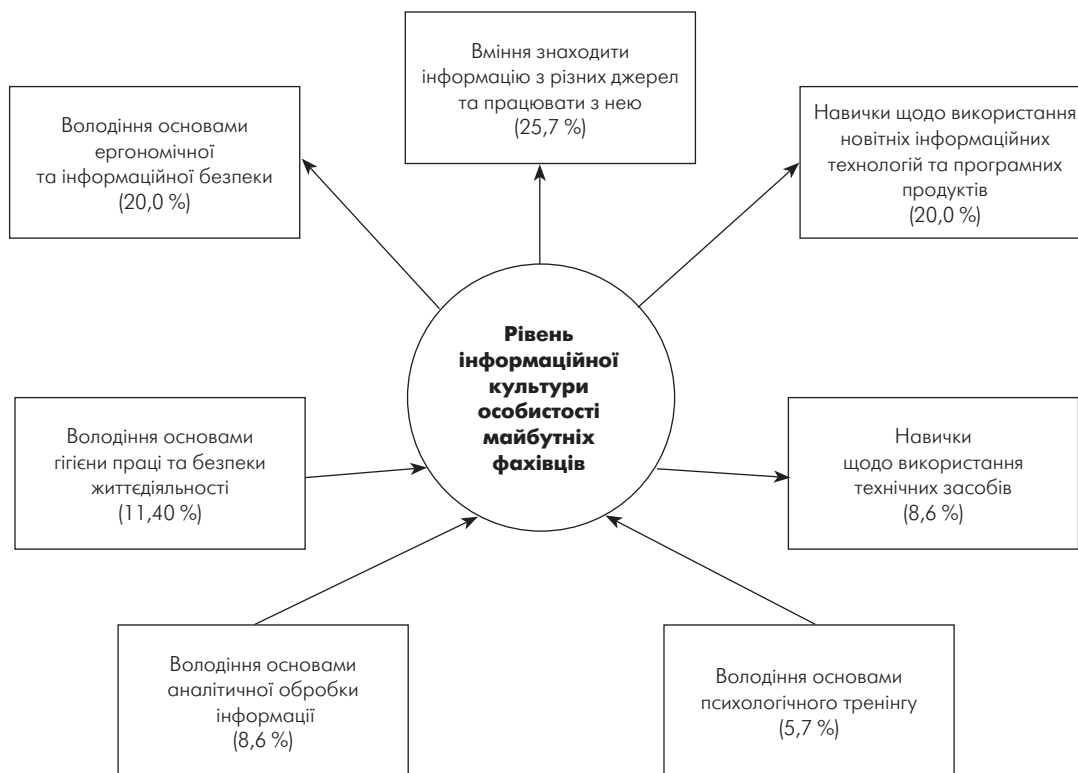 Вміння знаходити
інформацію з різних джерел
та працювати з нею
(25,7 %)
Володіння основами
ергономічної
та інформаційної безпеки
(20,0 %)
Навички щодо використання
новітніх інформаційних
технологій та програмних
продуктів
(20,0 %)
Рівень
інформаційної
культури
особистості
майбутніх
фахівців
Володіння основами
гігієни праці та безпеки
життєдіяльності
(11,40 %)
Навички
щодо використання
технічних засобів
(8,6 %)
Володіння основами
аналітичної обробки
інформації
(8,6 %)
Володіння основами
психологічного тренінгу
(5,7 %)